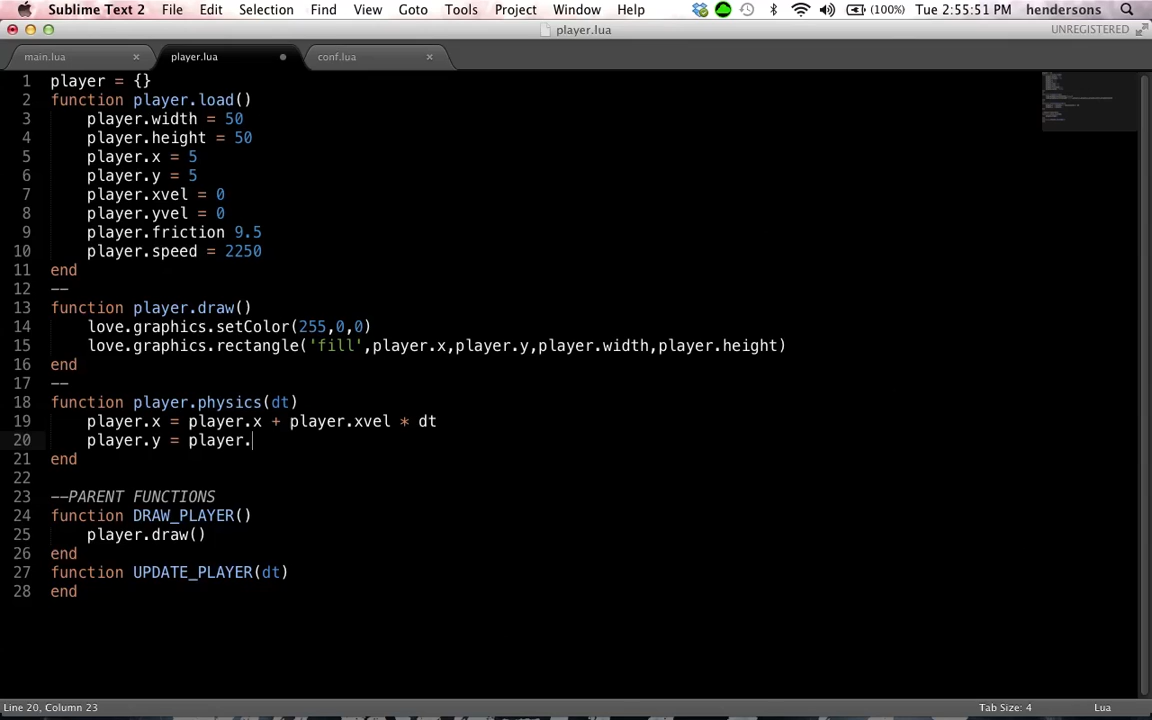 Sublime Text 2 File Edit Selection Find Goto Tools Project Window Help (100%) Tue 2:55:51 PM hendersons
player.lua UNREGISTERED
main.lua player.lua conf.lua
1 player = {}
2 function player.load()
3 player.width = 50
4 player.height = 50
5 player.x = 5
6 player.y = 5
7 player.xvel = 0
8 player.yvel = 0
9 player.friction 9.5
10 player.speed = 2250
11 end
12 --
13 function player.draw()
14 love.graphics.setColor(255,0,0)
15 love.graphics.rectangle('fill',player.x,player.y,player.width,player.height)
16 end
17 --
18 function player.physics(dt)
19 player.x = player.x + player.xvel * dt
20 player.y = player.
21 end
22
23 --PARENT FUNCTIONS
24 function DRAW_PLAYER()
25 player.draw()
26 end
27 function UPDATE_PLAYER(dt)
28 end
Line 20, Column 23 Tab Size: 4 Lua